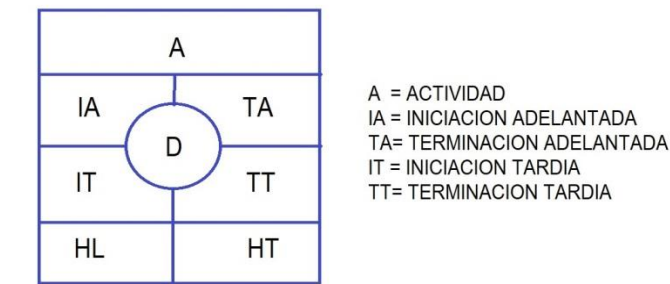 A
IA TA
D
IT TT
HL HT
A = ACTIVIDAD
IA = INICIACION ADELANTADA
TA= TERMINACION ADELANTADA
IT = INICIACION TARDIA
TT= TERMINACION TARDIA